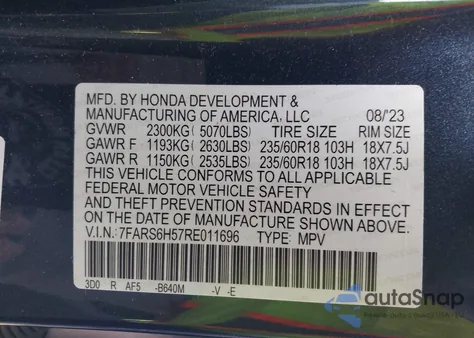 MFD. BY HONDA DEVELOPMENT &
MANUFACTURING OF AMERICA, LLC 08/23
GVWR 2300KG (5070LBS) TIRE SIZE RIM SIZE
GAWR F 1193KG (2630LBS) 235/60R18 103H 18X7.5J
GAWR R 1150KG (2535LBS) 235/60R18 103H 18X7.5J
THIS VEHICLE CONFORMS TO ALL APPLICABLE
FEDERAL MOTOR VEHICLE SAFETY
AND THEFT PREVENTION STANDARDS IN EFFECT
ON THE DATE OF MANUFACTURE SHOWN ABOVE.
V.I.N.:7FARS6H57RE011696 TYPE: MPV
3D0 R AF5 -B640M -V -E
autoSnap